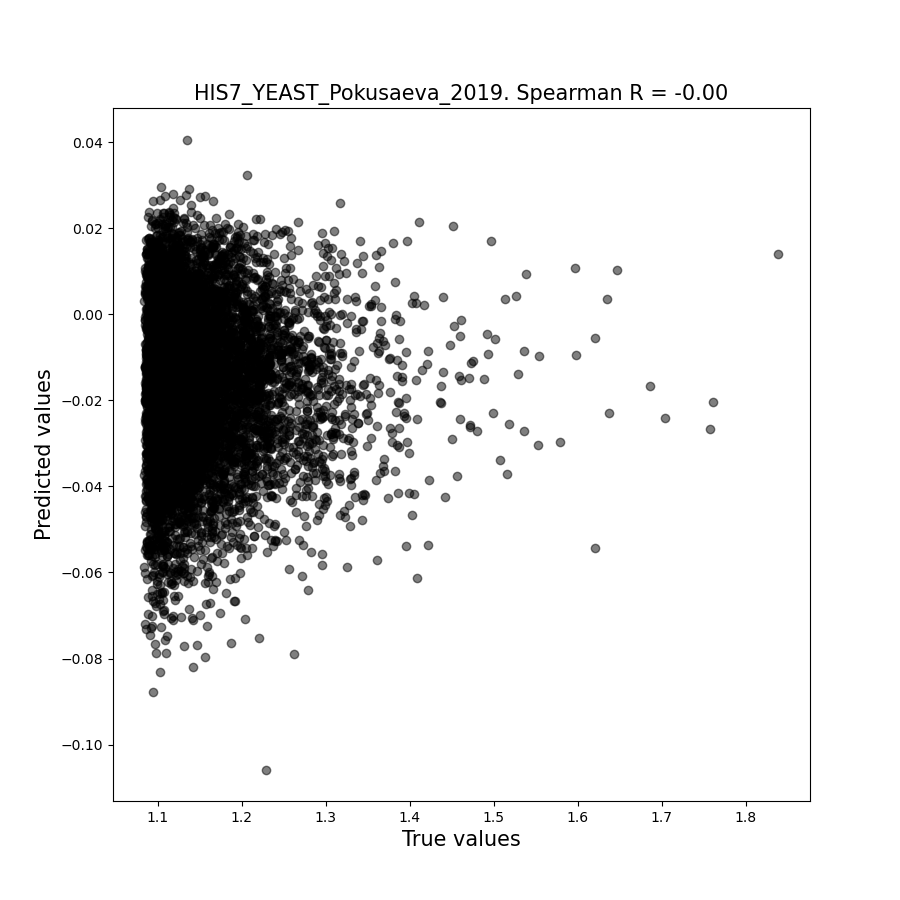 HIS7_YEAST_Pokusaeva_2019. Spearman R = -0.00
0.04
0.02
0.00
−0.02
−0.04
−0.06
−0.08
−0.10
Predicted values
1.1 1.2 1.3 1.4 1.5 1.6 1.7 1.8
True values